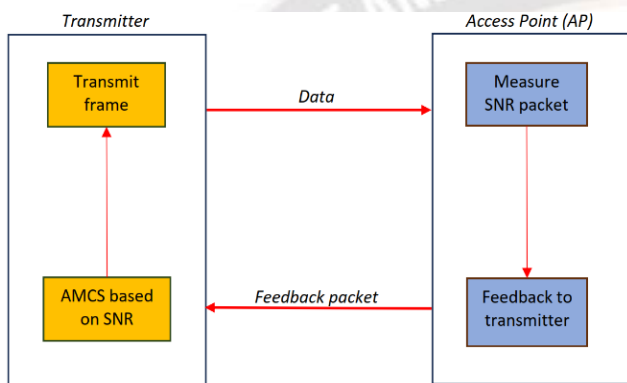 Transmitter
Access Point (AP)
Transmit
frame
Data
Measure
SNR packet
AMCS based
on SNR
Feedback packet
Feedback to
transmitter